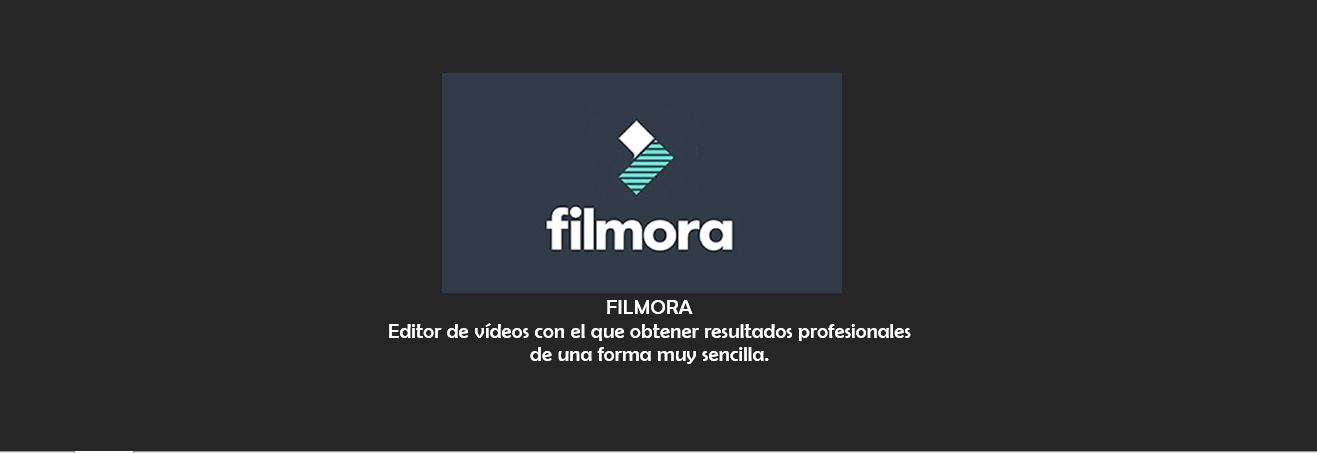 filmora
FILMORA
Editor de vídeos con el que obtener resultados profesionales
de una forma muy sencilla.